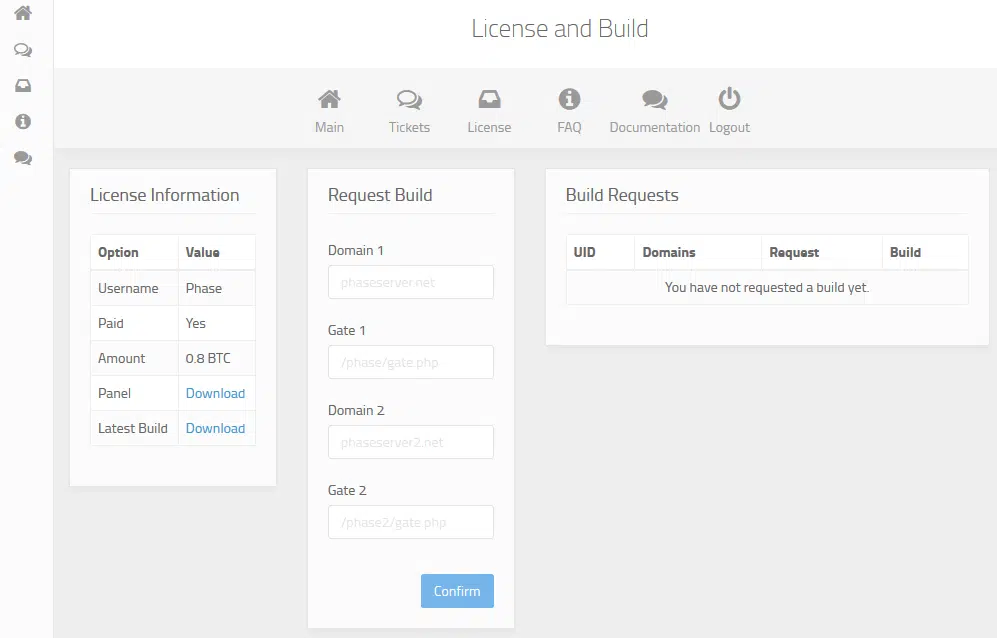 License and Build
Main Tickets License FAQ Documentation Logout
License Information
Option Value
Username Phase
Paid Yes
Amount 0.8 BTC
Panel Download
Latest Build Download
Request Build
Domain 1
phaseserver.net
Gate 1
/phase/gate.php
Domain 2
phaseserver2.net
Gate 2
/phase2/gate.php
Confirm
Build Requests
UID Domains Request Build
You have not requested a build yet.